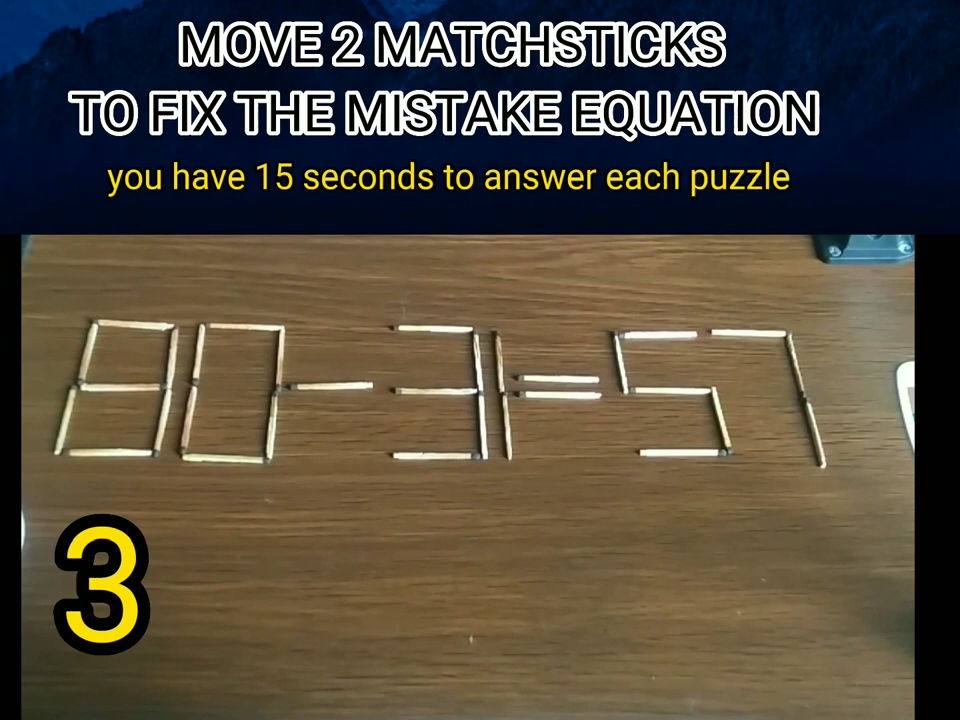 MOVE 2 MATCHSTICKS
TO FIX THE MISTAKE EQUATION
you have 15 seconds to answer each puzzle
80-31=57
3